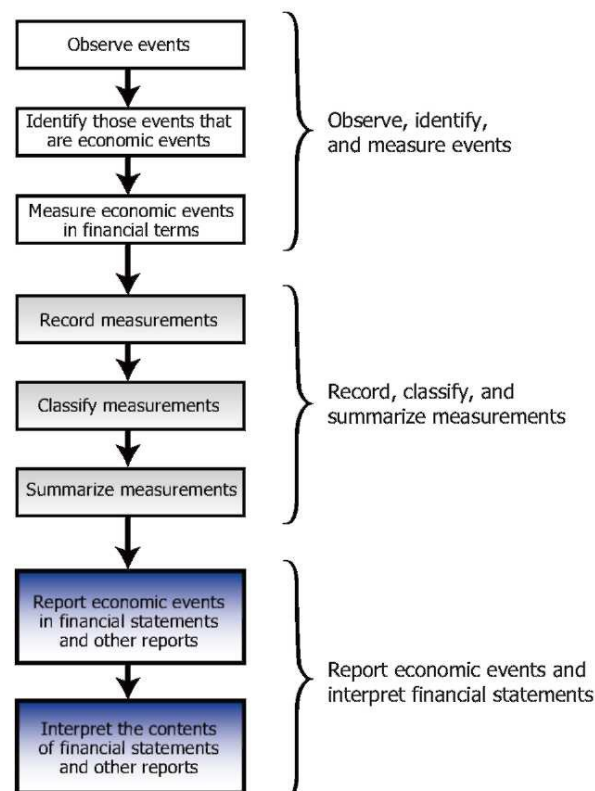 Observe events
Identify those events that
are economic events
Measure economic events
in financial terms
Observe, identify,
and measure events
Record measurements
Classify measurements
Summarize measurements
Record, classify, and
summarize measurements
Report economic events
in financial statements
and other reports
Interpret the contents
of financial statements
and other reports
Report economic events and
interpret financial statements